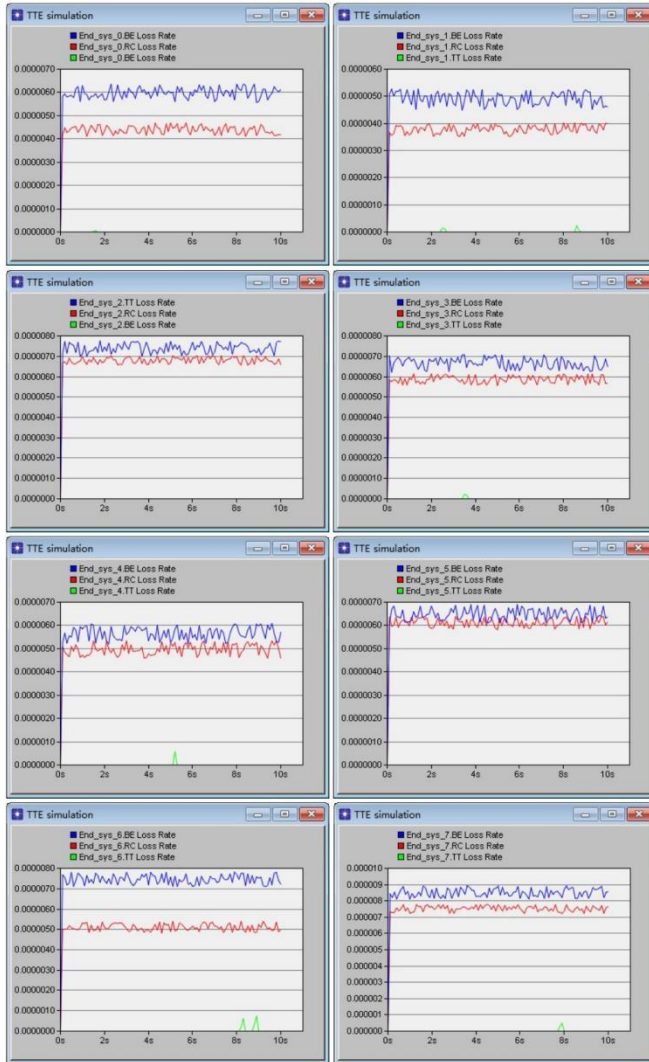 TTE simulation
End_sys_0.BE Loss Rate
End_sys_0.RC Loss Rate
End_sys_0.BE Loss Rate
0.0000070
0.0000060
0.0000050
0.0000040
0.0000030
0.0000020
0.0000010
0.0000000
0s 2s 4s 6s 8s 10s
TTE simulation
End_sys_1.BE Loss Rate
End_sys_1.RC Loss Rate
End_sys_1.TT Loss Rate
0.0000060
0.0000050
0.0000040
0.0000030
0.0000020
0.0000010
0.0000000
0s 2s 4s 6s 8s 10s
TTE simulation
End_sys_2.TT Loss Rate
End_sys_2.RC Loss Rate
End_sys_2.BE Loss Rate
0.0000080
0.0000070
0.0000060
0.0000050
0.0000040
0.0000030
0.0000020
0.0000010
0.0000000
0s 2s 4s 6s 8s 10s
TTE simulation
End_sys_3.BE Loss Rate
End_sys_3.RC Loss Rate
End_sys_3.TT Loss Rate
0.0000080
0.0000070
0.0000060
0.0000050
0.0000040
0.0000030
0.0000020
0.0000010
0.0000000
0s 2s 4s 6s 8s 10s
TTE simulation
End_sys_4.BE Loss Rate
End_sys_4.RC Loss Rate
End_sys_4.TT Loss Rate
0.0000070
0.0000060
0.0000050
0.0000040
0.0000030
0.0000020
0.0000010
0.0000000
0s 2s 4s 6s 8s 10s
TTE simulation
End_sys_5.BE Loss Rate
End_sys_5.RC Loss Rate
End_sys_5.TT Loss Rate
0.0000070
0.0000060
0.0000050
0.0000040
0.0000030
0.0000020
0.0000010
0.0000000
0s 2s 4s 6s 8s 10s
TTE simulation
End_sys_6.BE Loss Rate
End_sys_6.RC Loss Rate
End_sys_6.TT Loss Rate
0.0000080
0.0000070
0.0000060
0.0000050
0.0000040
0.0000030
0.0000020
0.0000010
0.0000000
0s 2s 4s 6s 8s 10s
TTE simulation
End_sys_7.BE Loss Rate
End_sys_7.RC Loss Rate
End_sys_7.TT Loss Rate
0.000010
0.000009
0.000008
0.000007
0.000006
0.000005
0.000004
0.000003
0.000002
0.000001
0.000000
0s 2s 4s 6s 8s 10s